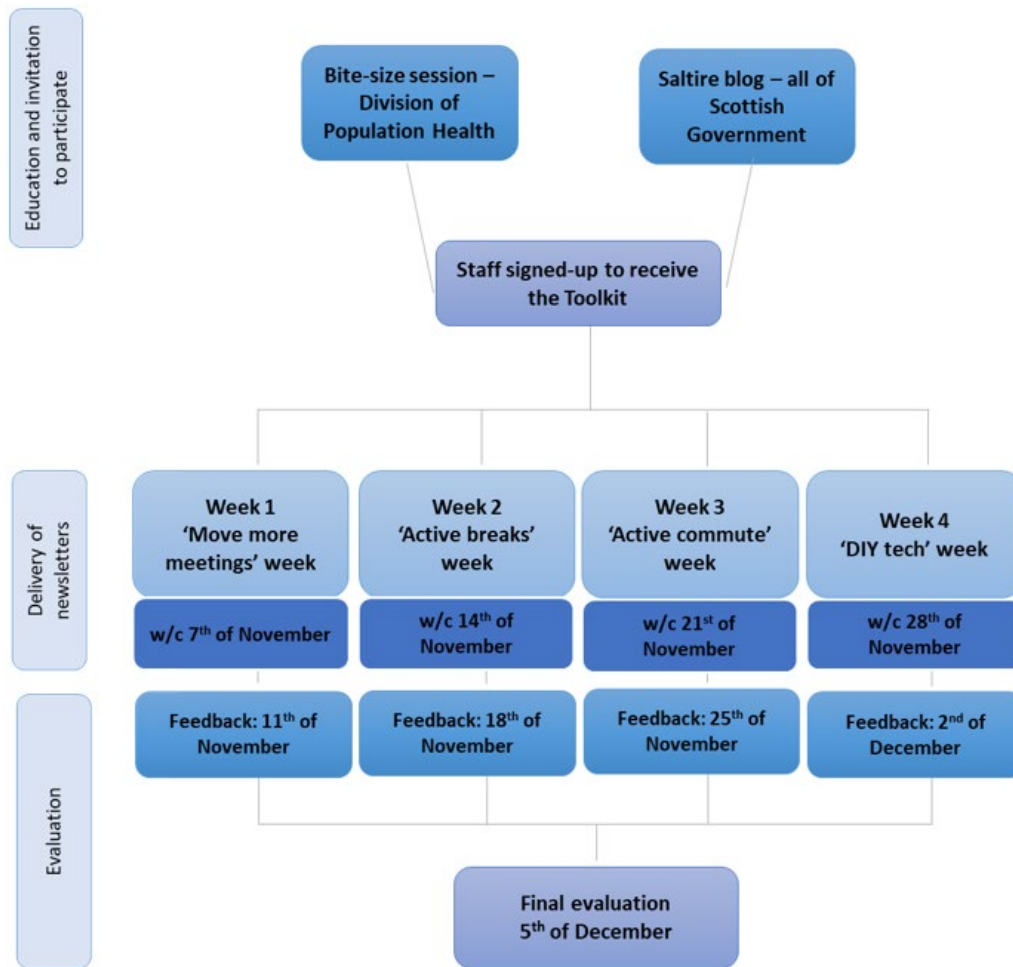 Education and invitation
to participate
Bite-size session –
Division of
Population Health
Saltire blog – all of
Scottish
Government
Staff signed-up to receive
the Toolkit
Delivery of
newsletters
Week 1
‘Move more
meetings’ week
Week 2
‘Active breaks’
week
Week 3
‘Active commute’
week
Week 4
‘DIY tech’ week
w/c 7th of November
w/c 14th of
November
w/c 21st of
November
w/c 28th of
November
Evaluation
Feedback: 11th of
November
Feedback: 18th of
November
Feedback: 25th of
November
Feedback: 2nd of
December
Final evaluation
5th of December